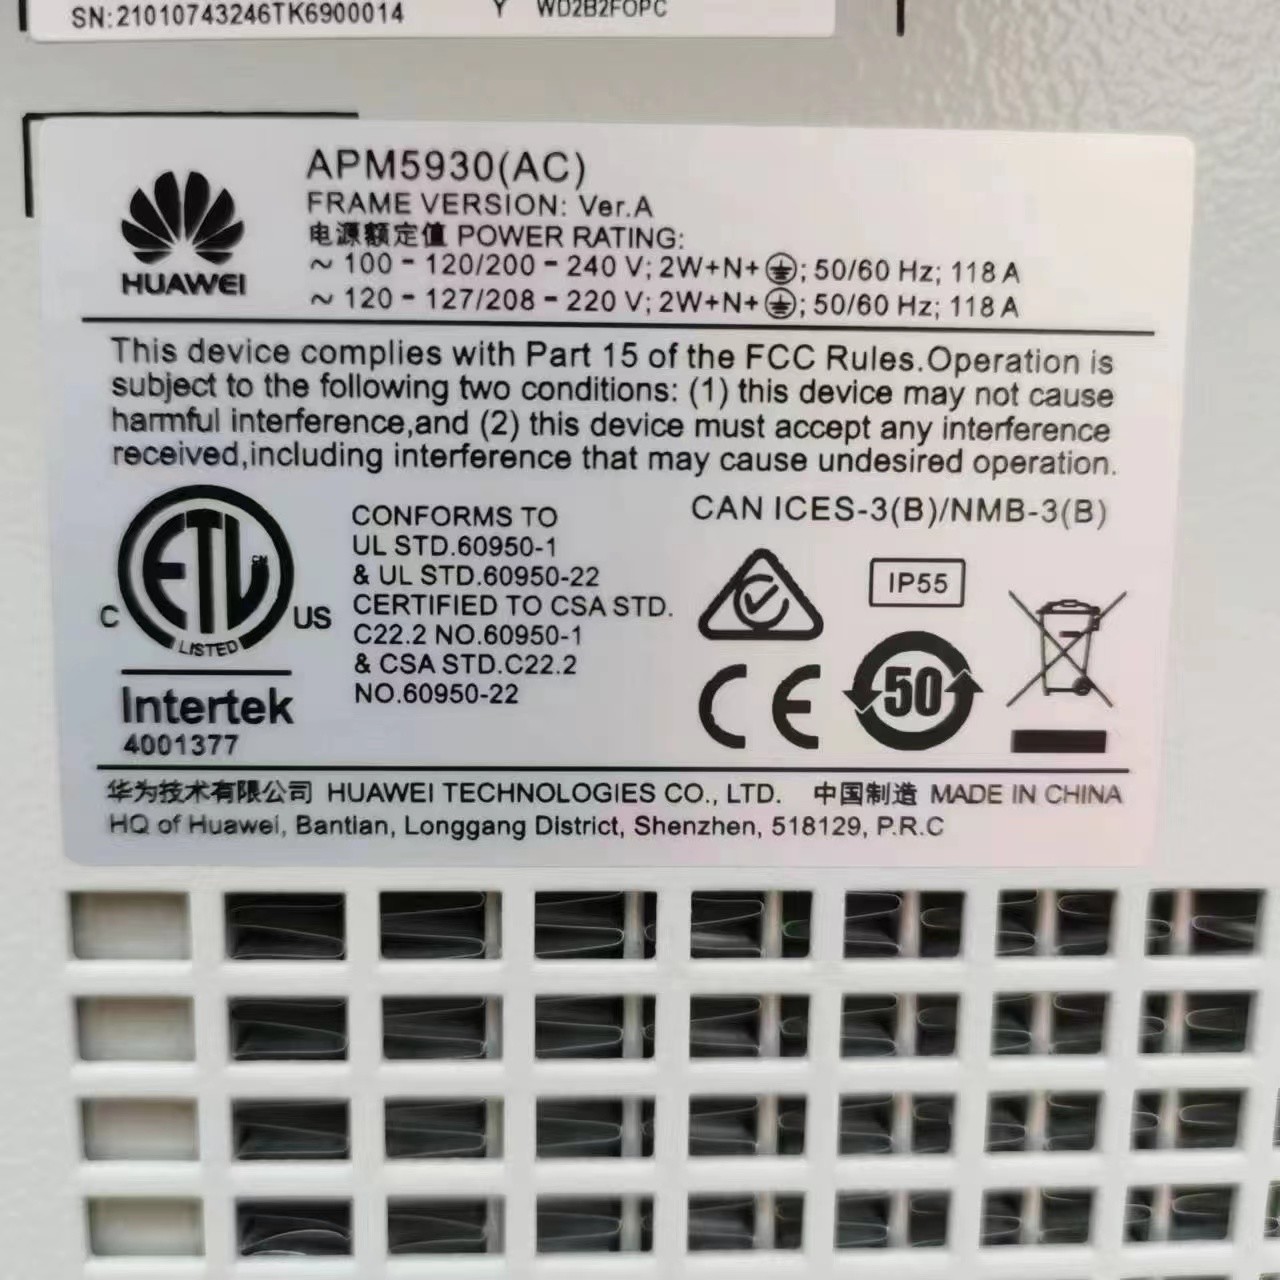 SN:21010743246TK6900014 Y WD2B2FOPC
HUAWEI
APM5930(AC)
FRAME VERSION: Ver.A
电源额定值 POWER RATING:
~ 100 - 120/200 - 240 V; 2W+N+⏚; 50/60 Hz; 118 A
~ 120 - 127/208 - 220 V; 2W+N+⏚; 50/60 Hz; 118 A
This device complies with Part 15 of the FCC Rules.Operation is
subject to the following two conditions: (1) this device may not cause
harmful interference,and (2) this device must accept any interference
received,including interference that may cause undesired operation.
C ETL CM US
LISTED
Intertek
4001377
CONFORMS TO
UL STD.60950-1
& UL STD.60950-22
CERTIFIED TO CSA STD.
C22.2 NO.60950-1
& CSA STD.C22.2
NO.60950-22
CAN ICES-3(B)/NMB-3(B)
IP55
CE
50
华为技术有限公司 HUAWEI TECHNOLOGIES CO., LTD. 中国制造 MADE IN CHINA
HQ of Huawei, Bantian, Longgang District, Shenzhen, 518129, P.R.C